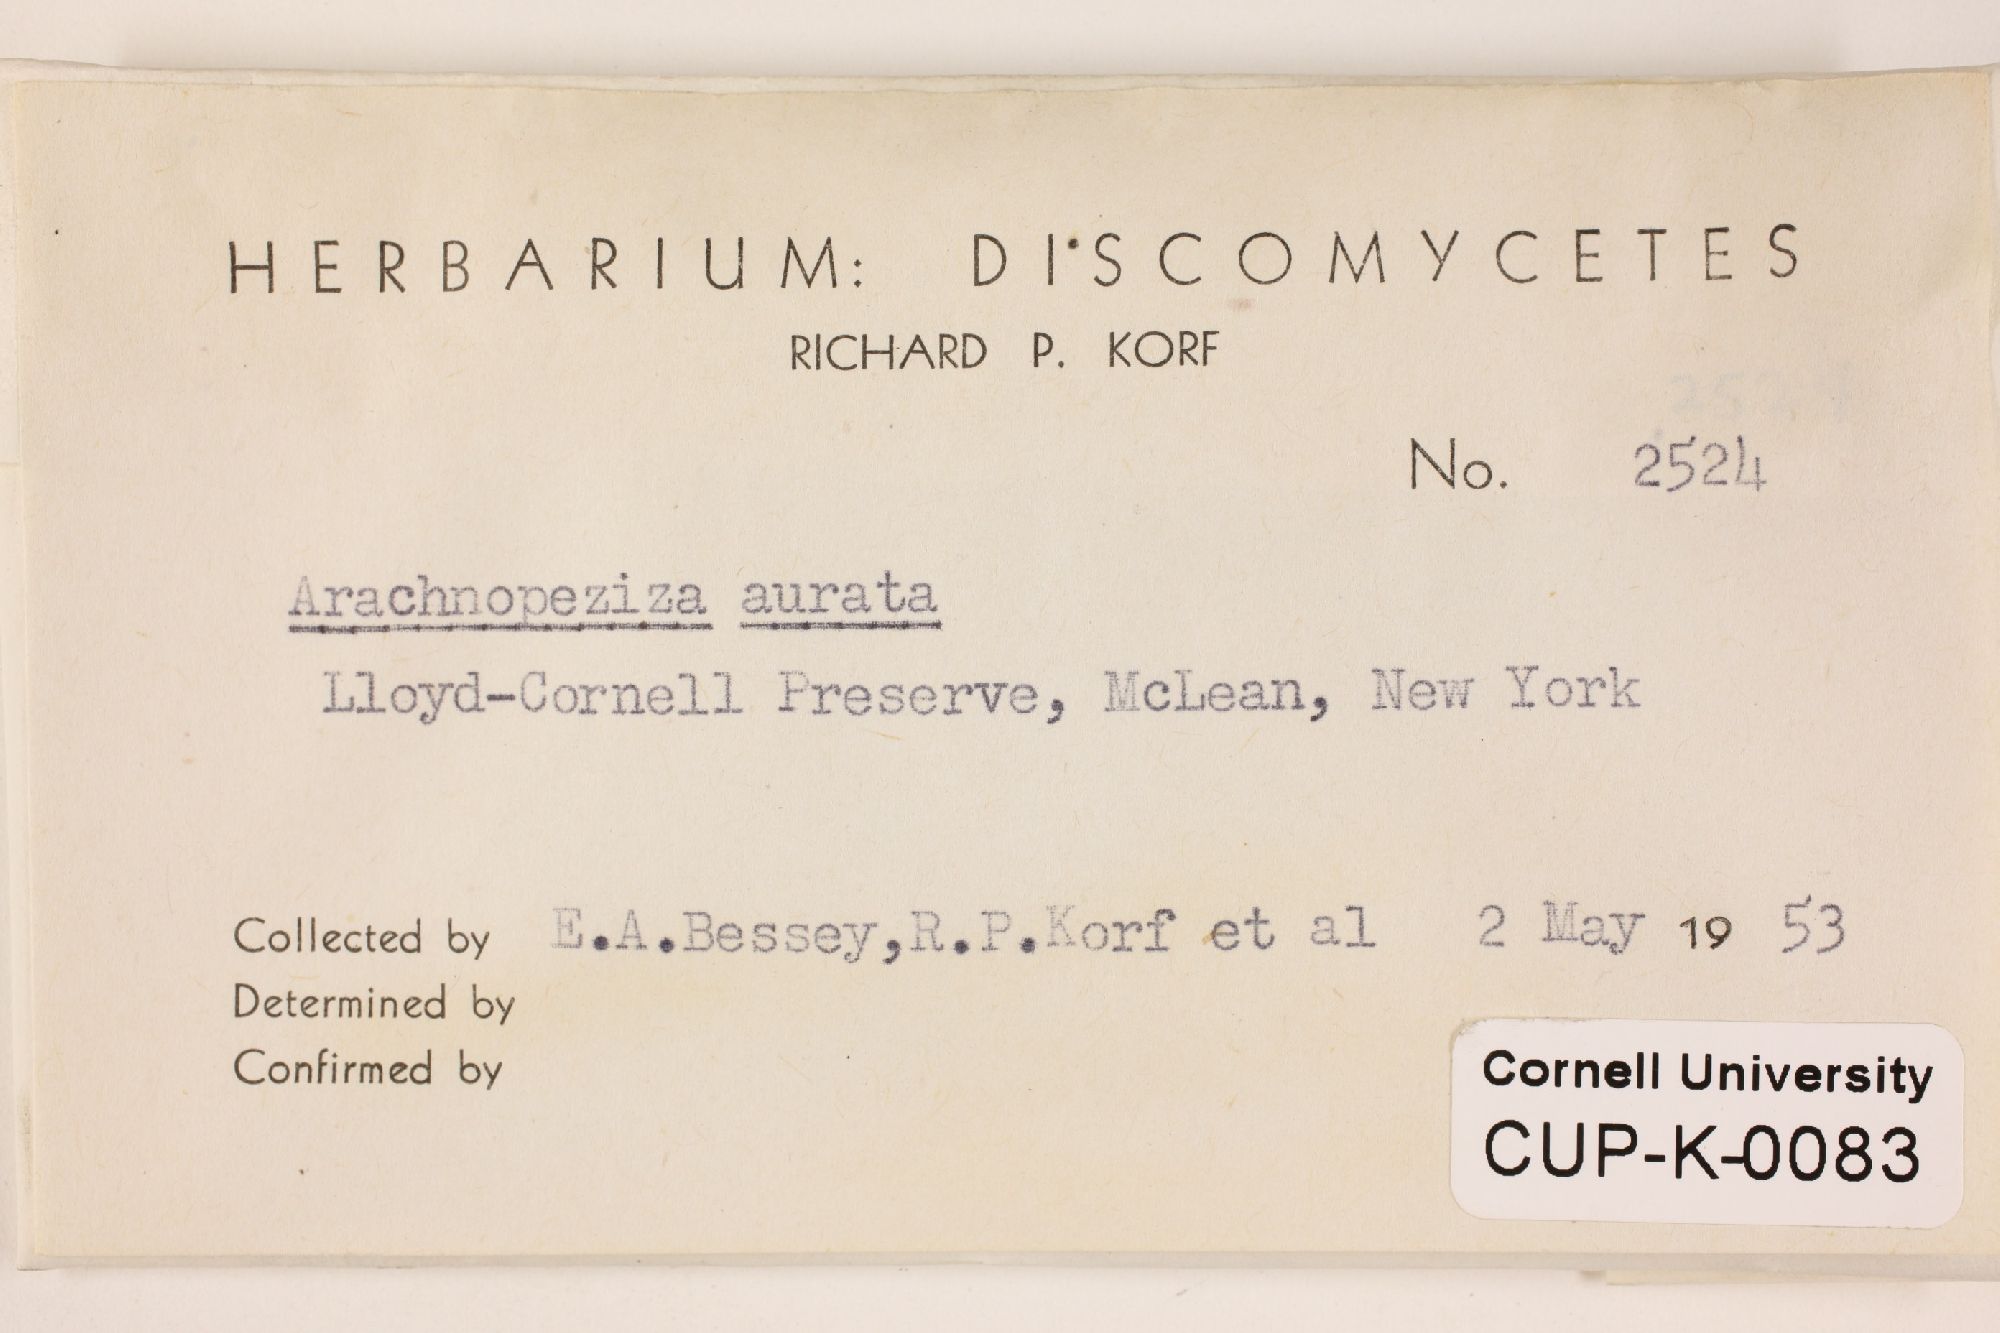 HERBARIUM: DISCOMYCETES
RICHARD P. KORF
No. 2524
Arachnopeziza aurata
Lloyd-Cornell Preserve, McLean, New York
Collected by E.A.Bessey,R.P.Korf et al 2 May 19 53
Determined by
Confirmed by
Cornell University
CUP-K-0083